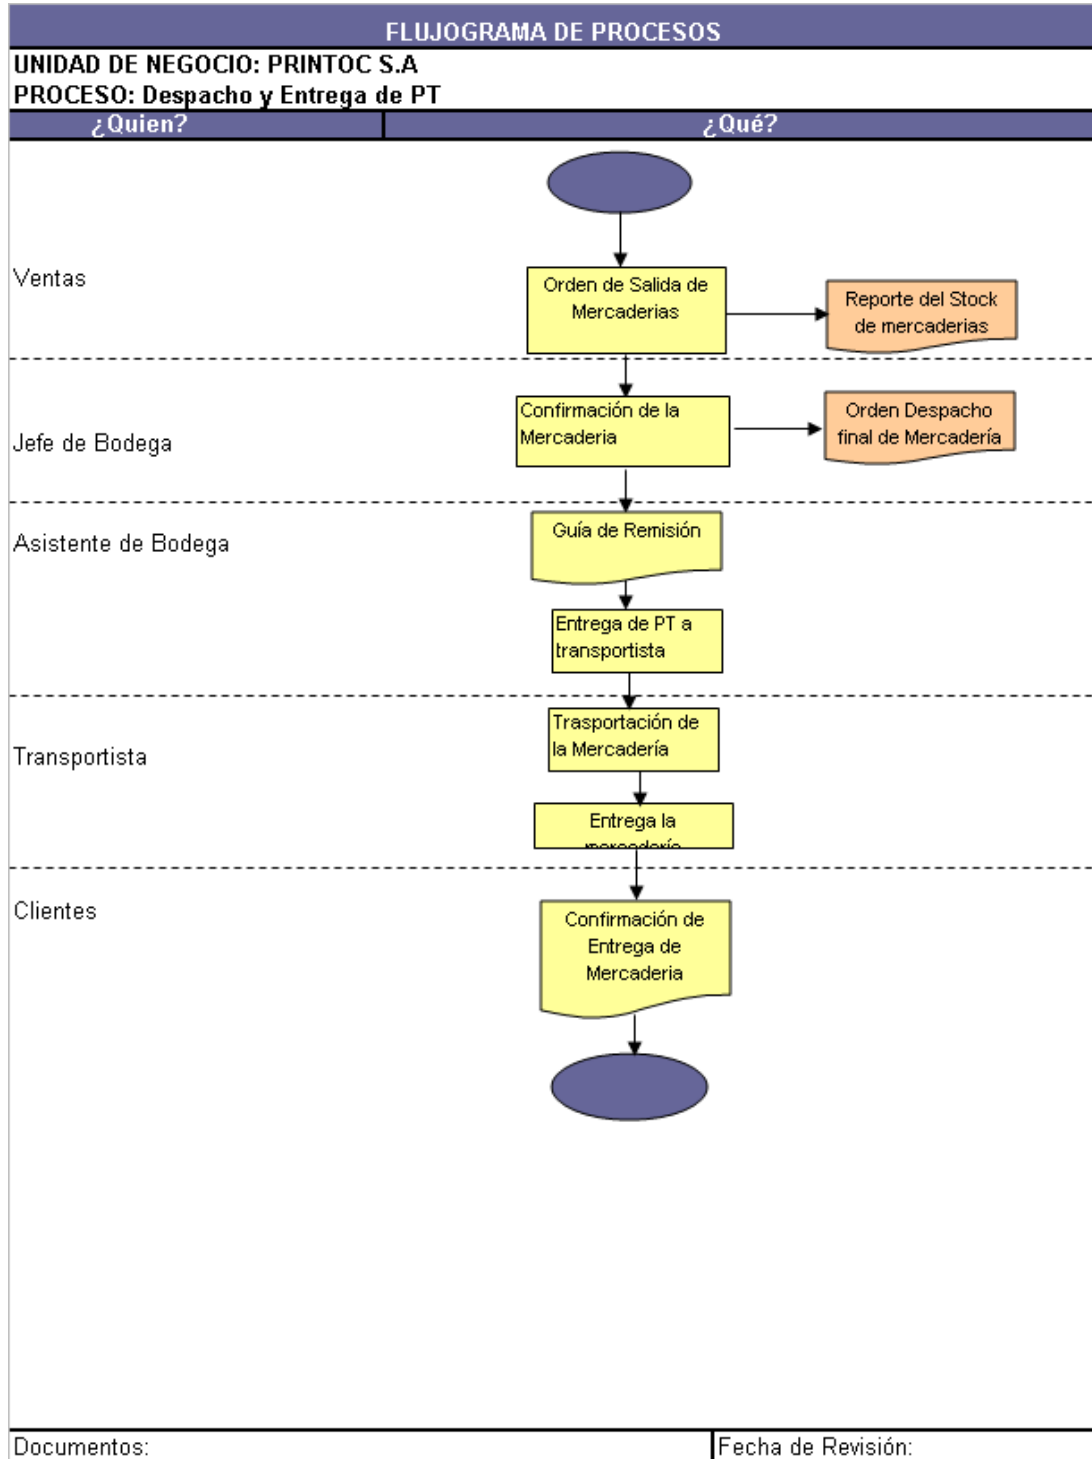 FLUJOGRAMA DE PROCESOS
UNIDAD DE NEGOCIO: PRINTOC S.A
PROCESO: Despacho y Entrega de PT
¿Quien?
¿Qué?
Ventas
Orden de Salida de
Mercaderias
Reporte del Stock
de mercaderias
Jefe de Bodega
Confirmación de la
Mercaderia
Orden Despacho
final de Mercadería
Asistente de Bodega
Guía de Remisión
Entrega de PT a
transportista
Transportista
Trasportación de
la Mercadería
Entrega la
mercadería
Clientes
Confirmación de
Entrega de
Mercaderia
Documentos:
Fecha de Revisión: